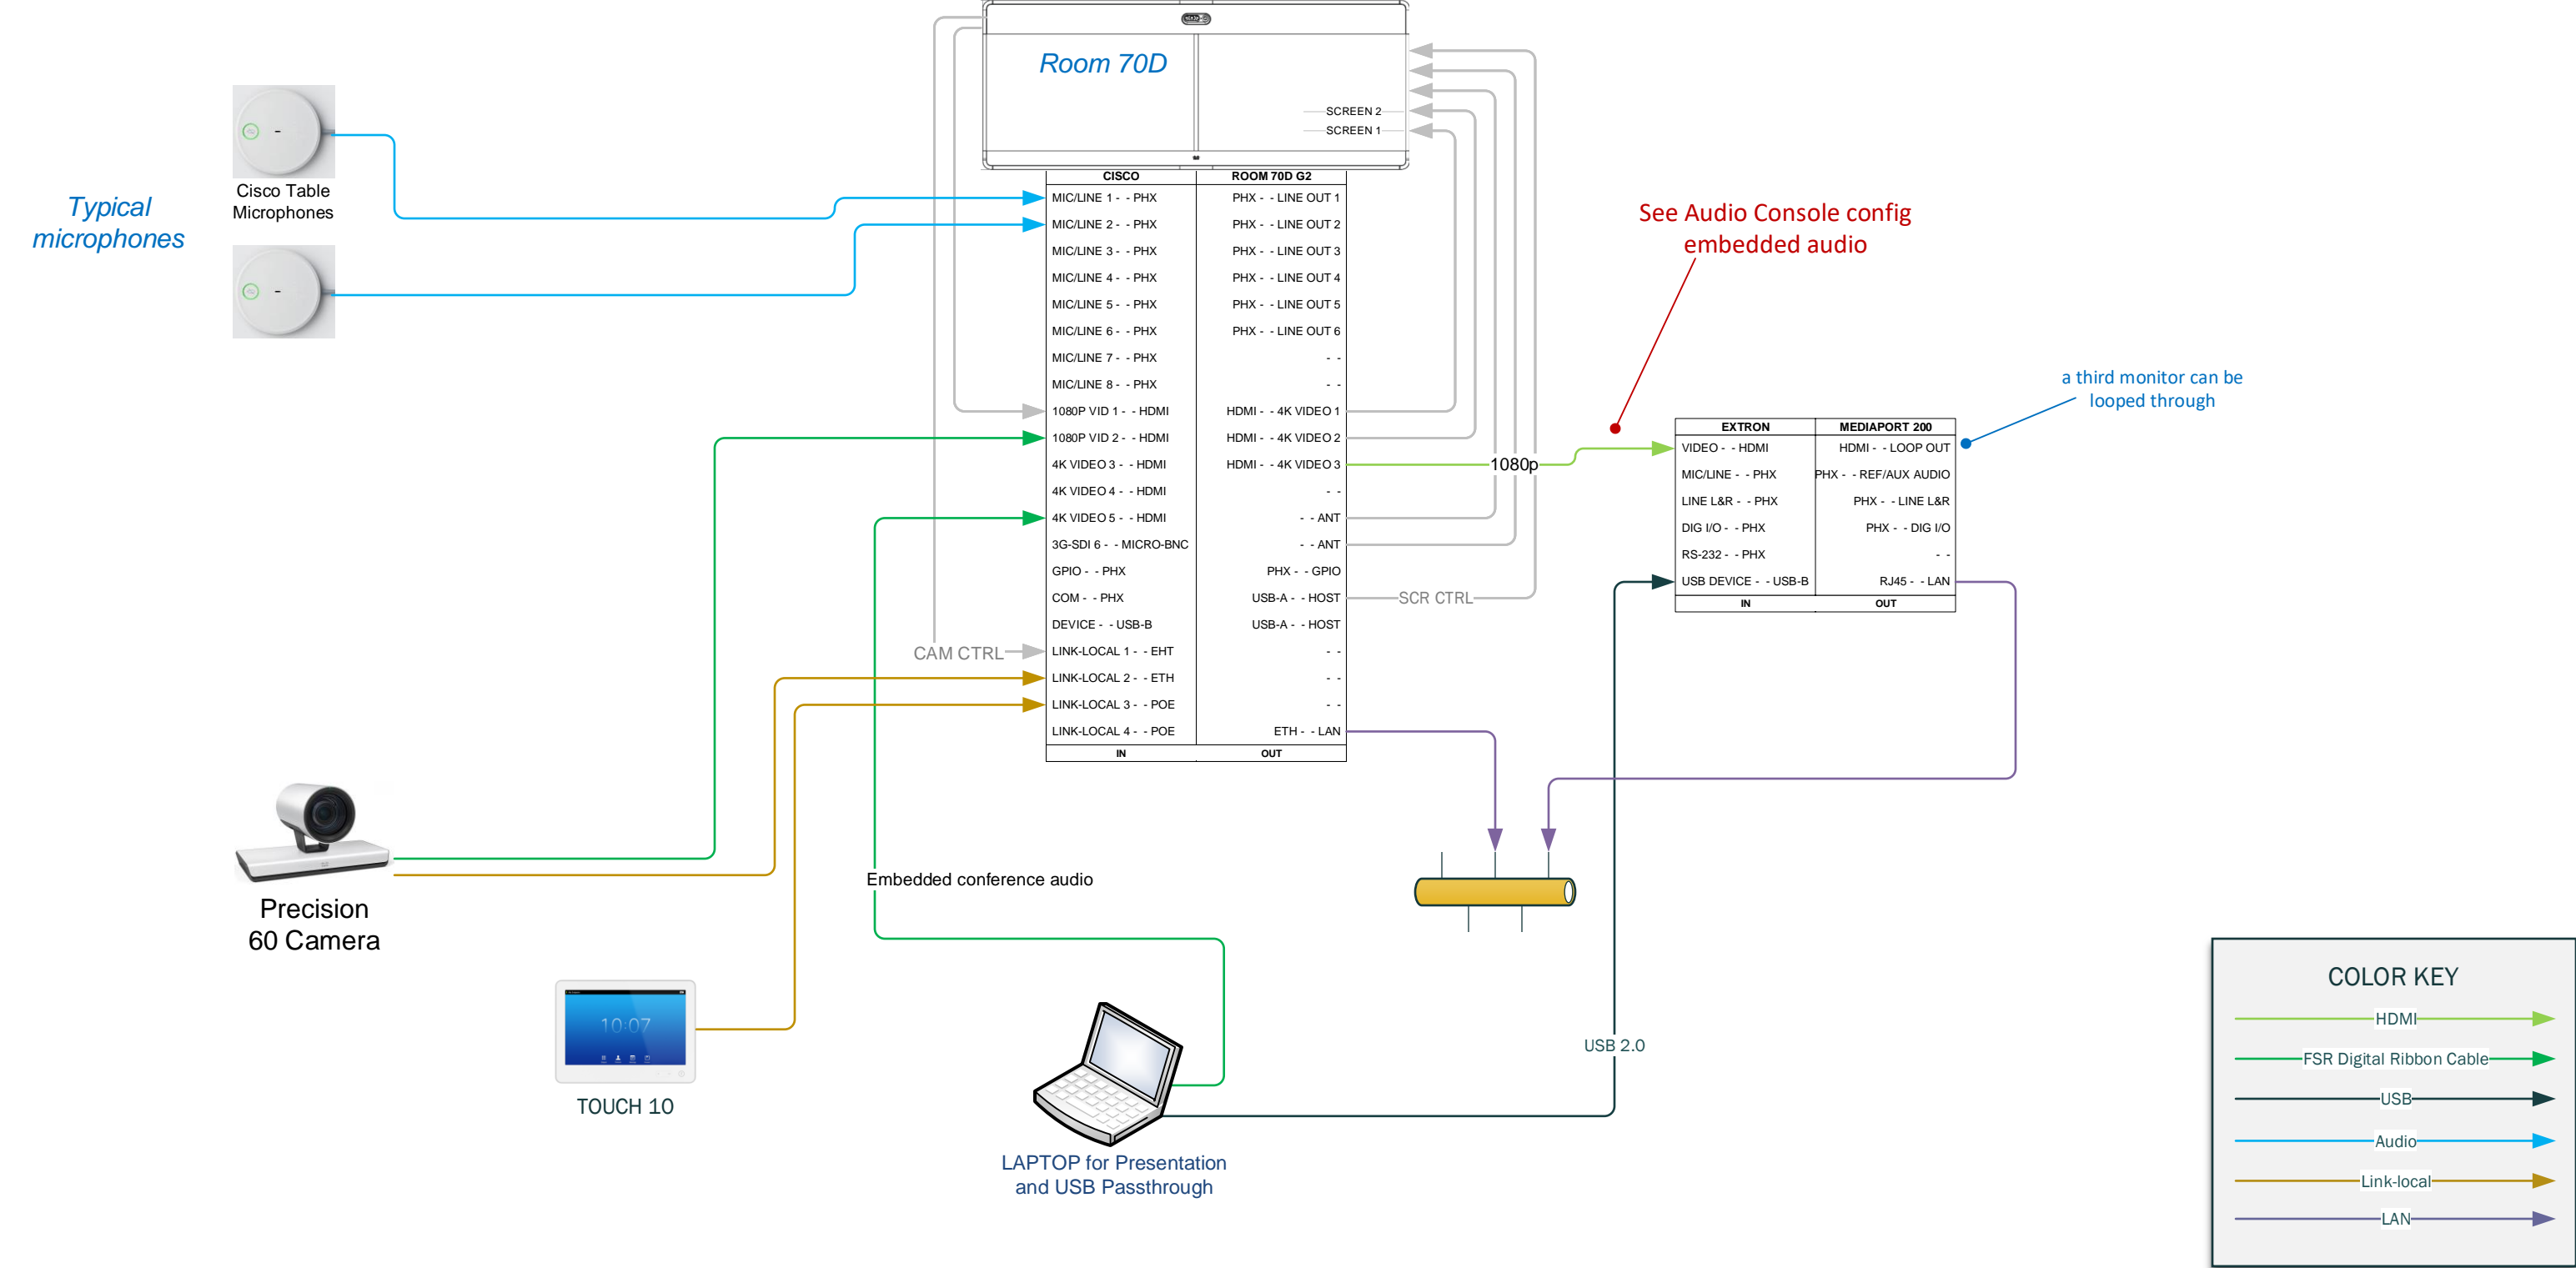 Room 70D
SCREEN 2
SCREEN 1
Cisco Table
Microphones
Typical
microphones
CISCO
ROOM 70D G2
MIC/LINE 1 - - PHX
PHX - - LINE OUT 1
MIC/LINE 2 - - PHX
PHX - - LINE OUT 2
MIC/LINE 3 - - PHX
PHX - - LINE OUT 3
MIC/LINE 4 - - PHX
PHX - - LINE OUT 4
MIC/LINE 5 - - PHX
PHX - - LINE OUT 5
MIC/LINE 6 - - PHX
PHX - - LINE OUT 6
MIC/LINE 7 - - PHX
- -
MIC/LINE 8 - - PHX
- -
1080P VID 1 - - HDMI
HDMI - - 4K VIDEO 1
1080P VID 2 - - HDMI
HDMI - - 4K VIDEO 2
4K VIDEO 3 - - HDMI
HDMI - - 4K VIDEO 3
4K VIDEO 4 - - HDMI
- -
4K VIDEO 5 - - HDMI
- - ANT
3G-SDI 6 - - MICRO-BNC
- - ANT
GPIO - - PHX
PHX - - GPIO
COM - - PHX
USB-A - - HOST
DEVICE - - USB-B
USB-A - - HOST
LINK-LOCAL 1 - - EHT
- -
LINK-LOCAL 2 - - ETH
- -
LINK-LOCAL 3 - - POE
- -
LINK-LOCAL 4 - - POE
ETH - - LAN
IN
OUT
CAM CTRL
SCR CTRL
1080p
See Audio Console config
embedded audio
a third monitor can be
looped through
EXTRON
MEDIAPORT 200
VIDEO - - HDMI
HDMI - - LOOP OUT
MIC/LINE - - PHX
PHX - - REF/AUX AUDIO
LINE L&R - - PHX
PHX - - LINE L&R
DIG I/O - - PHX
PHX - - DIG I/O
RS-232 - - PHX
- -
USB DEVICE - - USB-B
RJ45 - - LAN
IN
OUT
Embedded conference audio
Precision
60 Camera
10:07
TOUCH 10
USB 2.0
LAPTOP for Presentation
and USB Passthrough
COLOR KEY
HDMI
FSR Digital Ribbon Cable
USB
Audio
Link-local
LAN